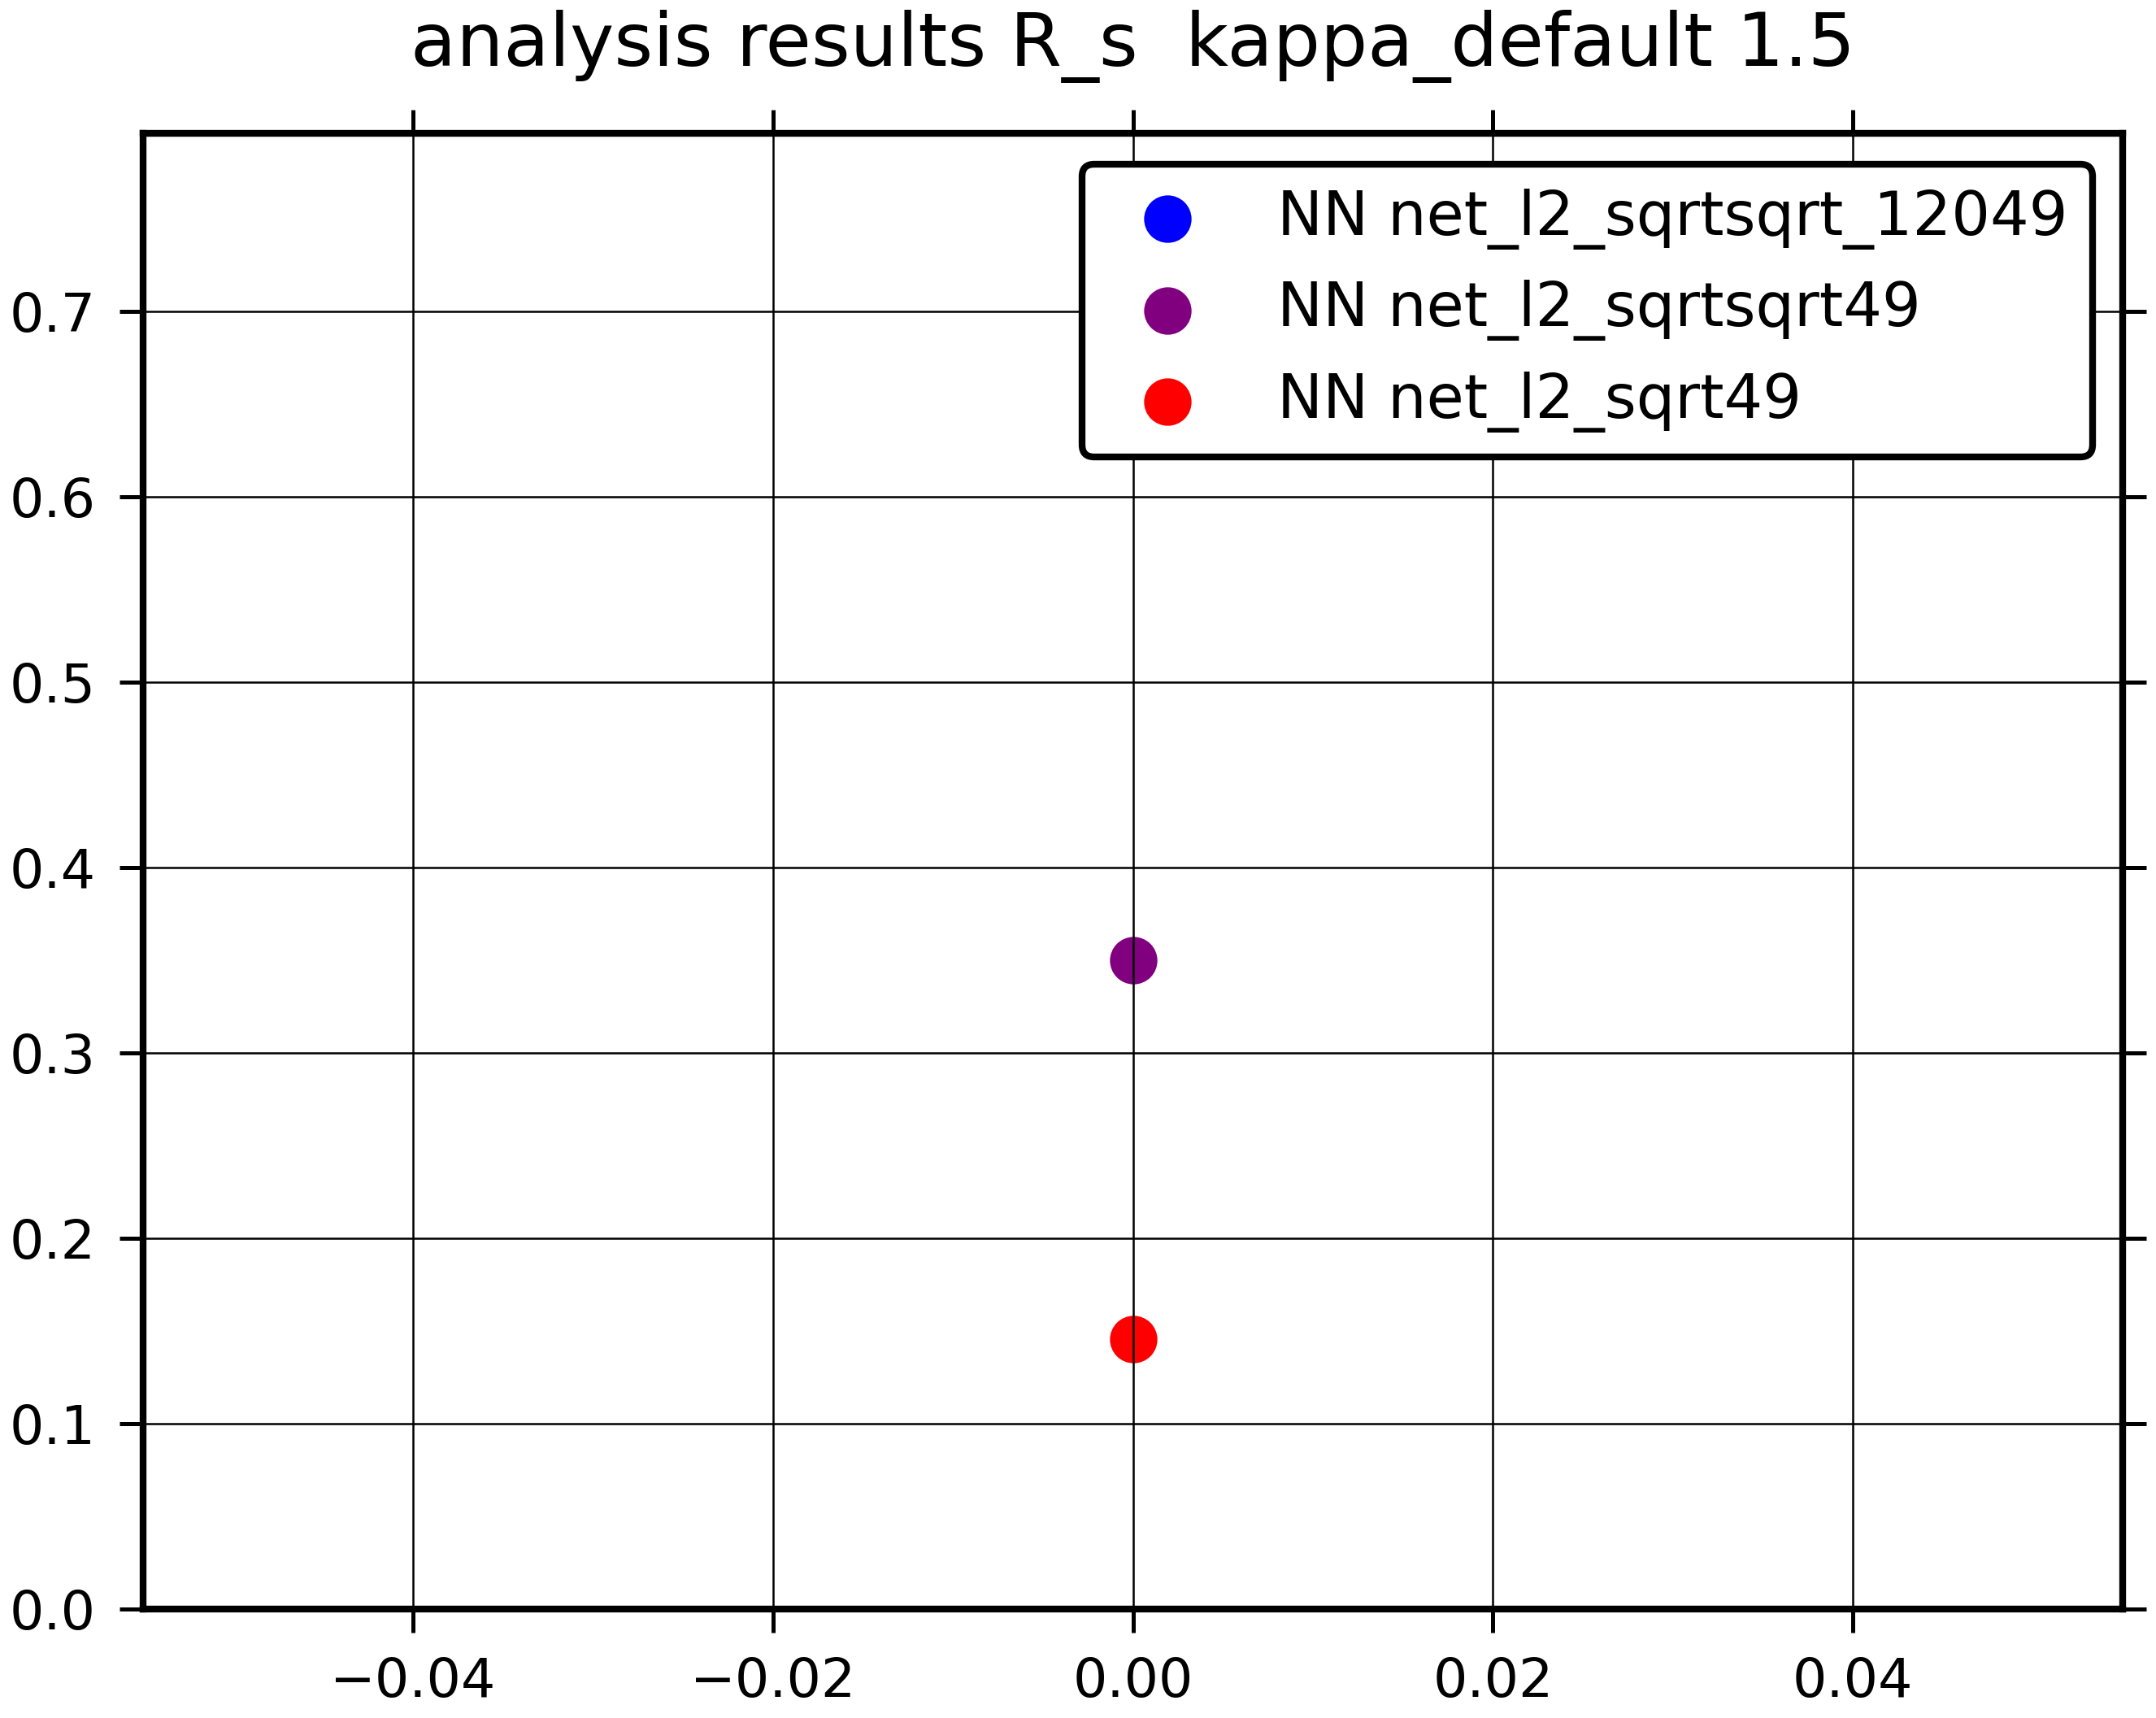 analysis results R_s  kappa_default 1.5
NN net_l2_sqrtsqrt_12049
NN net_l2_sqrtsqrt49
NN net_l2_sqrt49
0.7
0.6
0.5
0.4
0.3
0.2
0.1
0.0
−0.04 −0.02 0.00 0.02 0.04